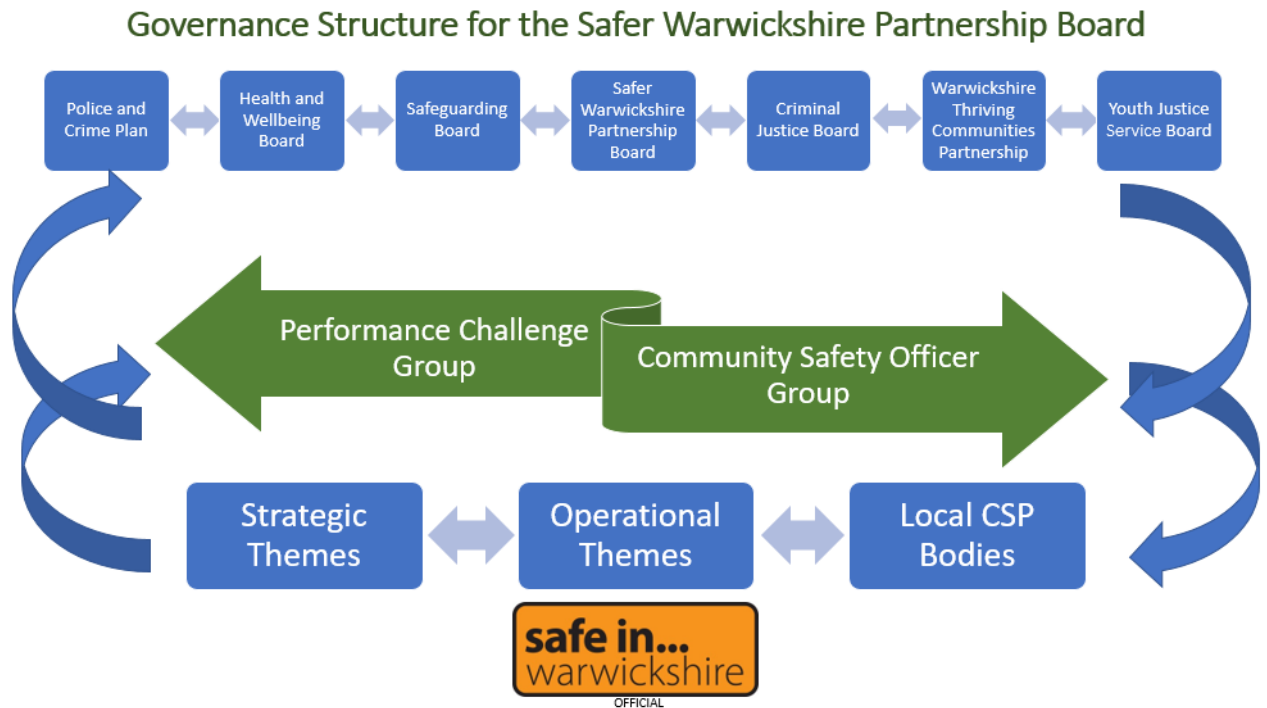 Governance Structure for the Safer Warwickshire Partnership Board
Police and
Crime Plan
Health and
Wellbeing
Board
Safeguarding
Board
Safer
Warwickshire
Partnership
Board
Criminal
Justice Board
Warwickshire
Thriving
Communities
Partnership
Youth Justice
Service Board
Performance Challenge
Group
Community Safety Officer
Group
Strategic
Themes
Operational
Themes
Local CSP
Bodies
safe in...
warwickshire
OFFICIAL